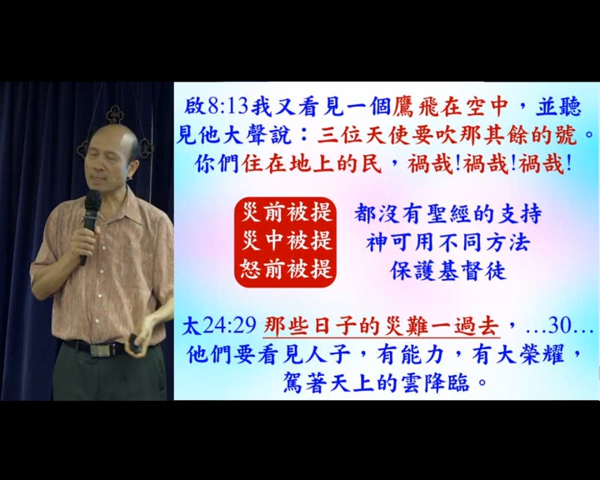 啟8:13我又看見一個鷹飛在空中，並聽
見他大聲說：三位天使要吹那其餘的號。
你們住在地上的民，禍哉!禍哉!禍哉!
災前被提 都沒有聖經的支持
災中被提 神可用不同方法
怒前被提 保護基督徒
太24:29 那些日子的災難一過去，…30…
他們要看見人子，有能力，有大榮耀，
駕著天上的雲降臨。